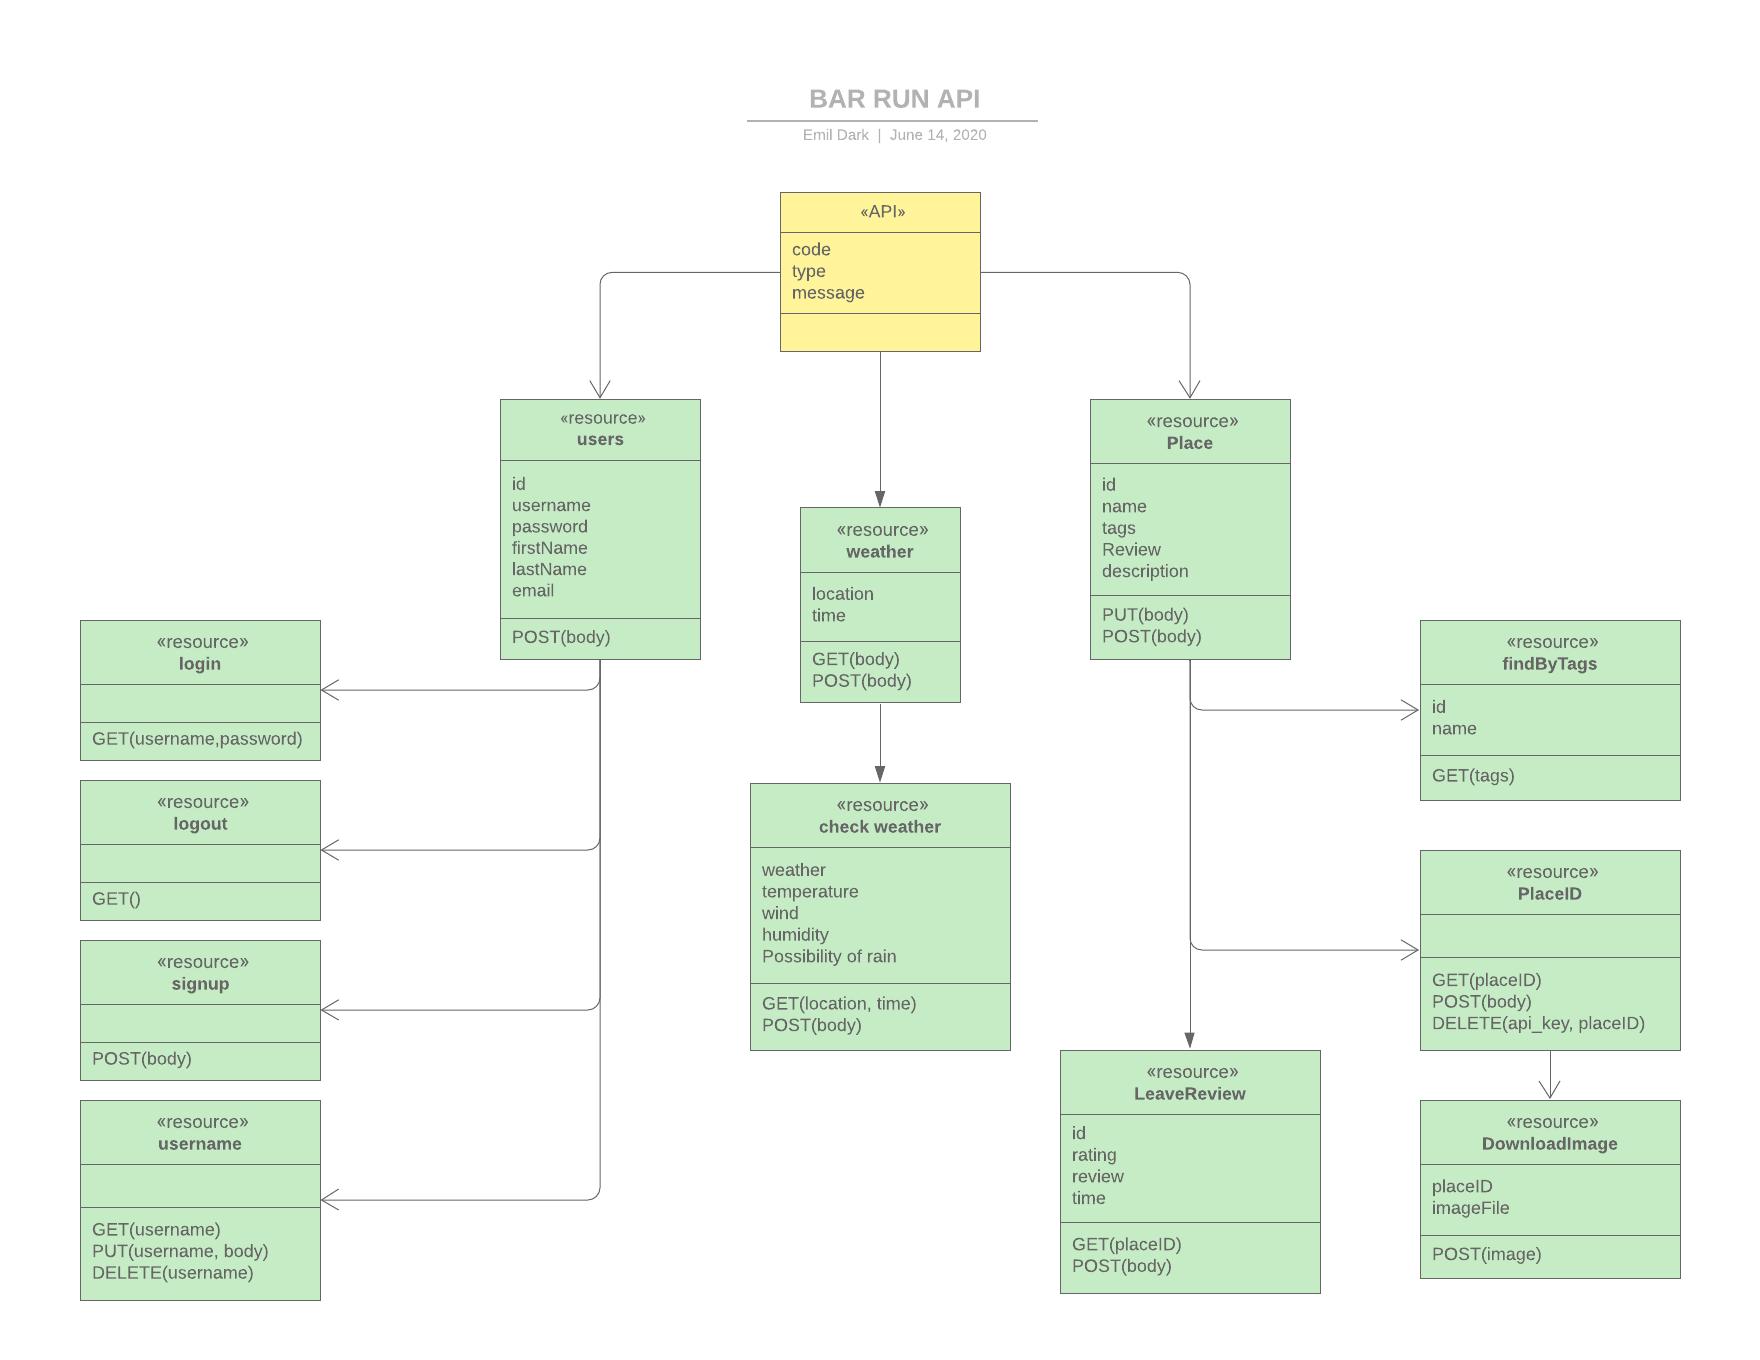 BAR RUN API
Emil Dark | June 14, 2020
«API»
code
type
message
«resource»
users
id
username
password
firstName
lastName
email
POST(body)
«resource»
weather
location
time
GET(body)
POST(body)
«resource»
Place
id
name
tags
Review
description
PUT(body)
POST(body)
«resource»
login
GET(username,password)
«resource»
logout
GET()
«resource»
signup
POST(body)
«resource»
username
GET(username)
PUT(username, body)
DELETE(username)
«resource»
check weather
weather
temperature
wind
humidity
Possibility of rain
GET(location, time)
POST(body)
«resource»
LeaveReview
id
rating
review
time
GET(placeID)
POST(body)
«resource»
findByTags
id
name
GET(tags)
«resource»
PlaceID
GET(placeID)
POST(body)
DELETE(api_key, placeID)
«resource»
DownloadImage
placeID
imageFile
POST(image)